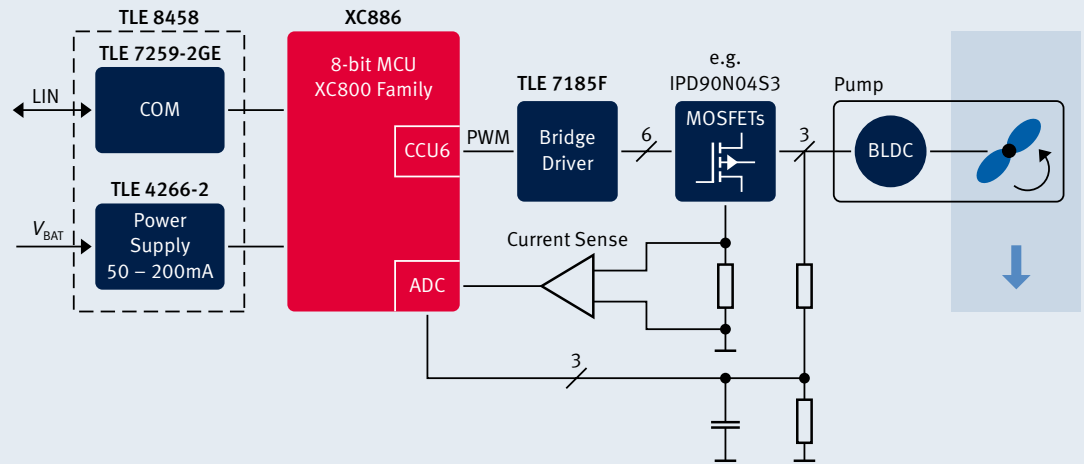 TLE 8458
TLE 7259-2GE
LIN
COM
TLE 4266-2
V BAT
Power
Supply
50 – 200mA
XC886
8-bit MCU
XC800 Family
CCU6
ADC
PWM
TLE 7185F
Bridge
Driver
6
e.g.
IPD90N04S3
MOSFETs
3
Pump
BLDC
Current Sense
3